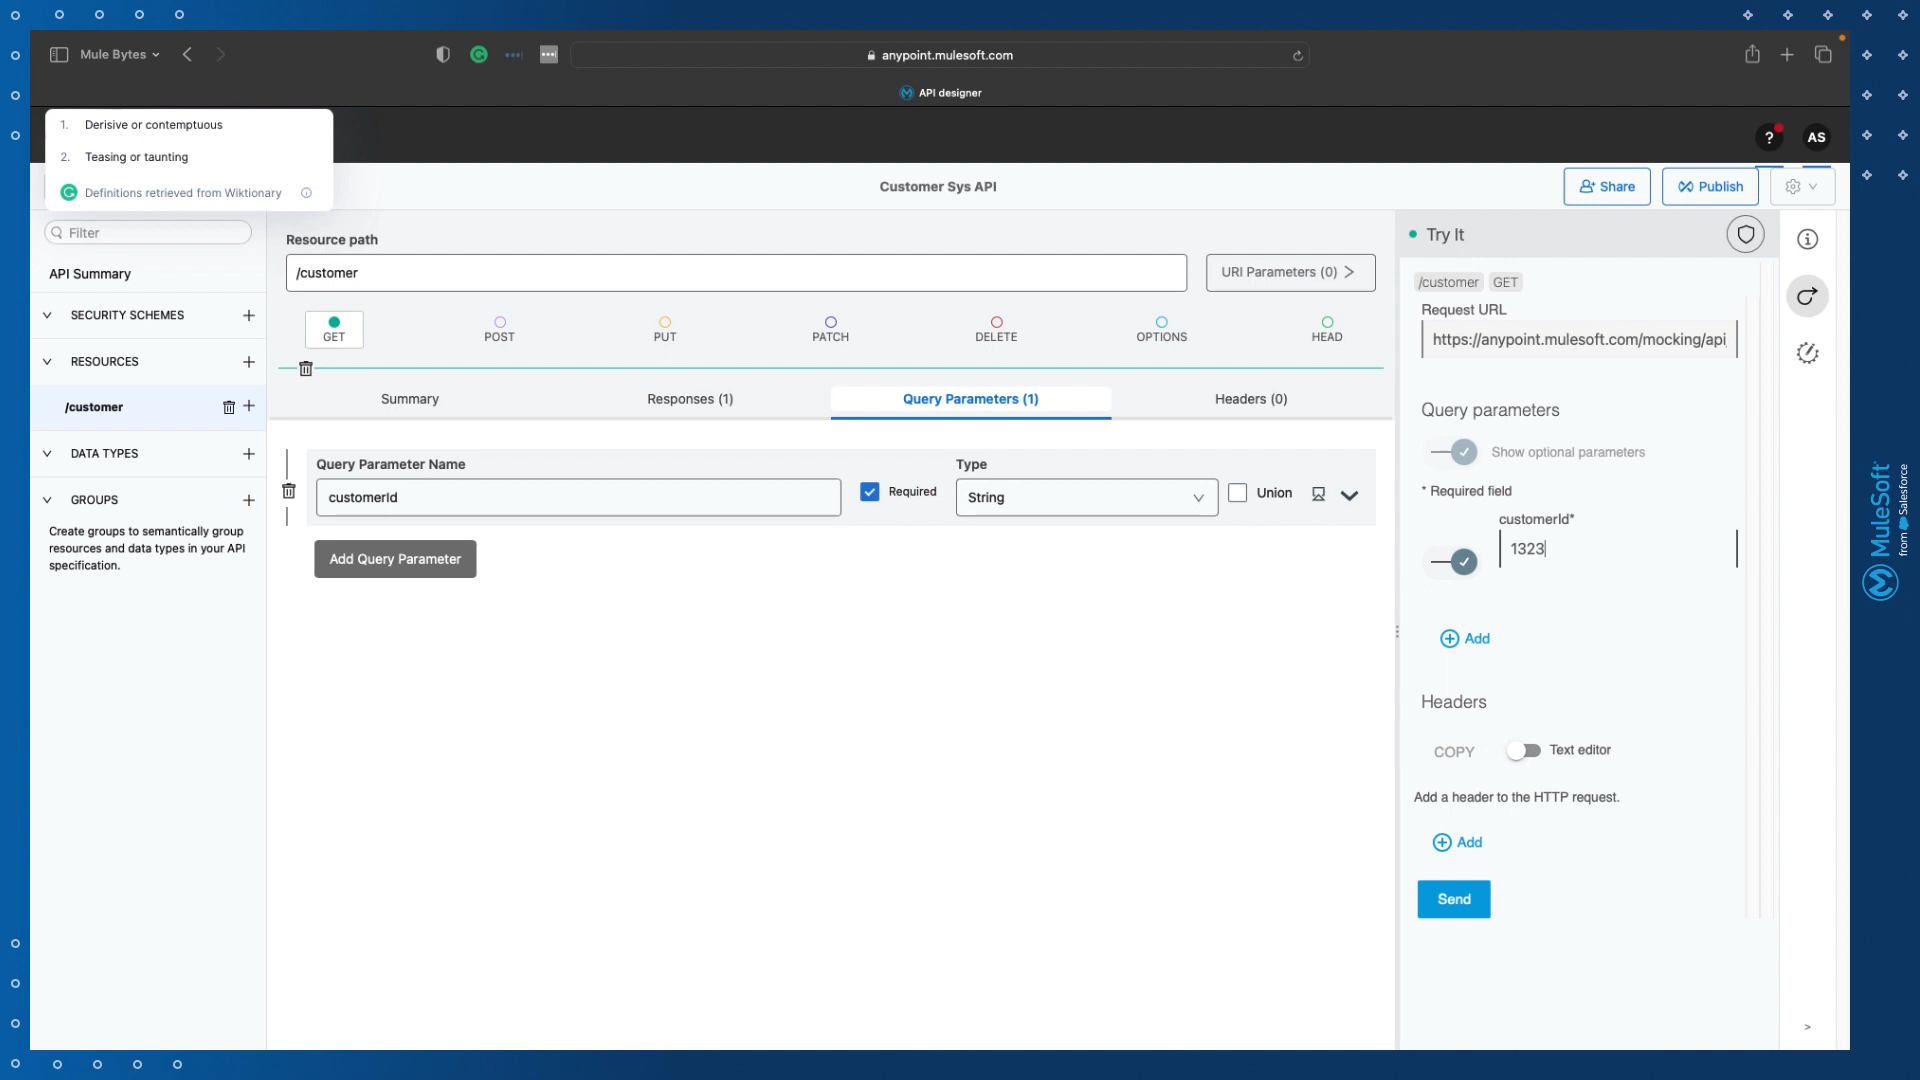 Mule Bytes
anypoint.mulesoft.com
API designer
1. Derisive or contemptuous
2. Teasing or taunting
Definitions retrieved from Wiktionary
? AS
Customer Sys API
Share
Publish
Filter
API Summary
SECURITY SCHEMES
RESOURCES
/customer
DATA TYPES
GROUPS
Create groups to semantically group
resources and data types in your API
specification.
Resource path
/customer
URI Parameters (0)
GET
POST
PUT
PATCH
DELETE
OPTIONS
HEAD
Summary
Responses (1)
Query Parameters (1)
Headers (0)
Query Parameter Name
customerId
Required
Type
String
Union
Add Query Parameter
Try It
/customer GET
Request URL
https://anypoint.mulesoft.com/mocking/api
Query parameters
Show optional parameters
* Required field
customerId*
1323
Add
Headers
COPY
Text editor
Add a header to the HTTP request.
Add
Send
MuleSoft
from Salesforce